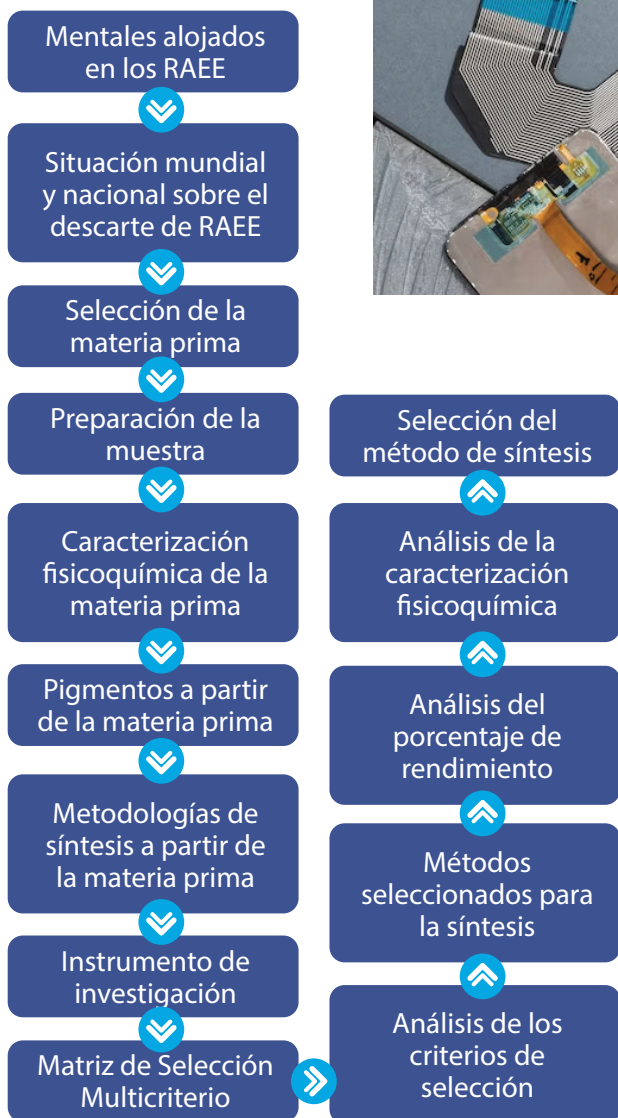 Mentales alojados
en los RAEE
Situación mundial
y nacional sobre el
descarte de RAEE
Selección de la
materia prima
Preparación de la
muestra
Caracterización
fisicoquímica de la
materia prima
Pigmentos a partir
de la materia prima
Metodologías de
síntesis a partir de
la materia prima
Instrumento de
investigación
Matriz de Selección
Multicriterio
Análisis de los
criterios de
selección
Métodos
seleccionados para
la síntesis
Análisis del
porcentaje de
rendimiento
Análisis de la
caracterización
fisicoquímica
Selección del
método de síntesis